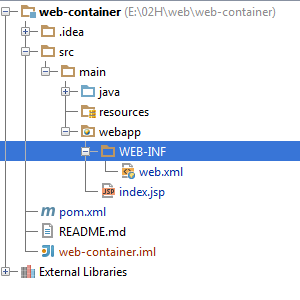 web-container (E:\02H\web\web-container)
.idea
src
main
java
resources
webapp
WEB-INF
web.xml
JSP index.jsp
m pom.xml
README.md
web-container.iml
External Libraries